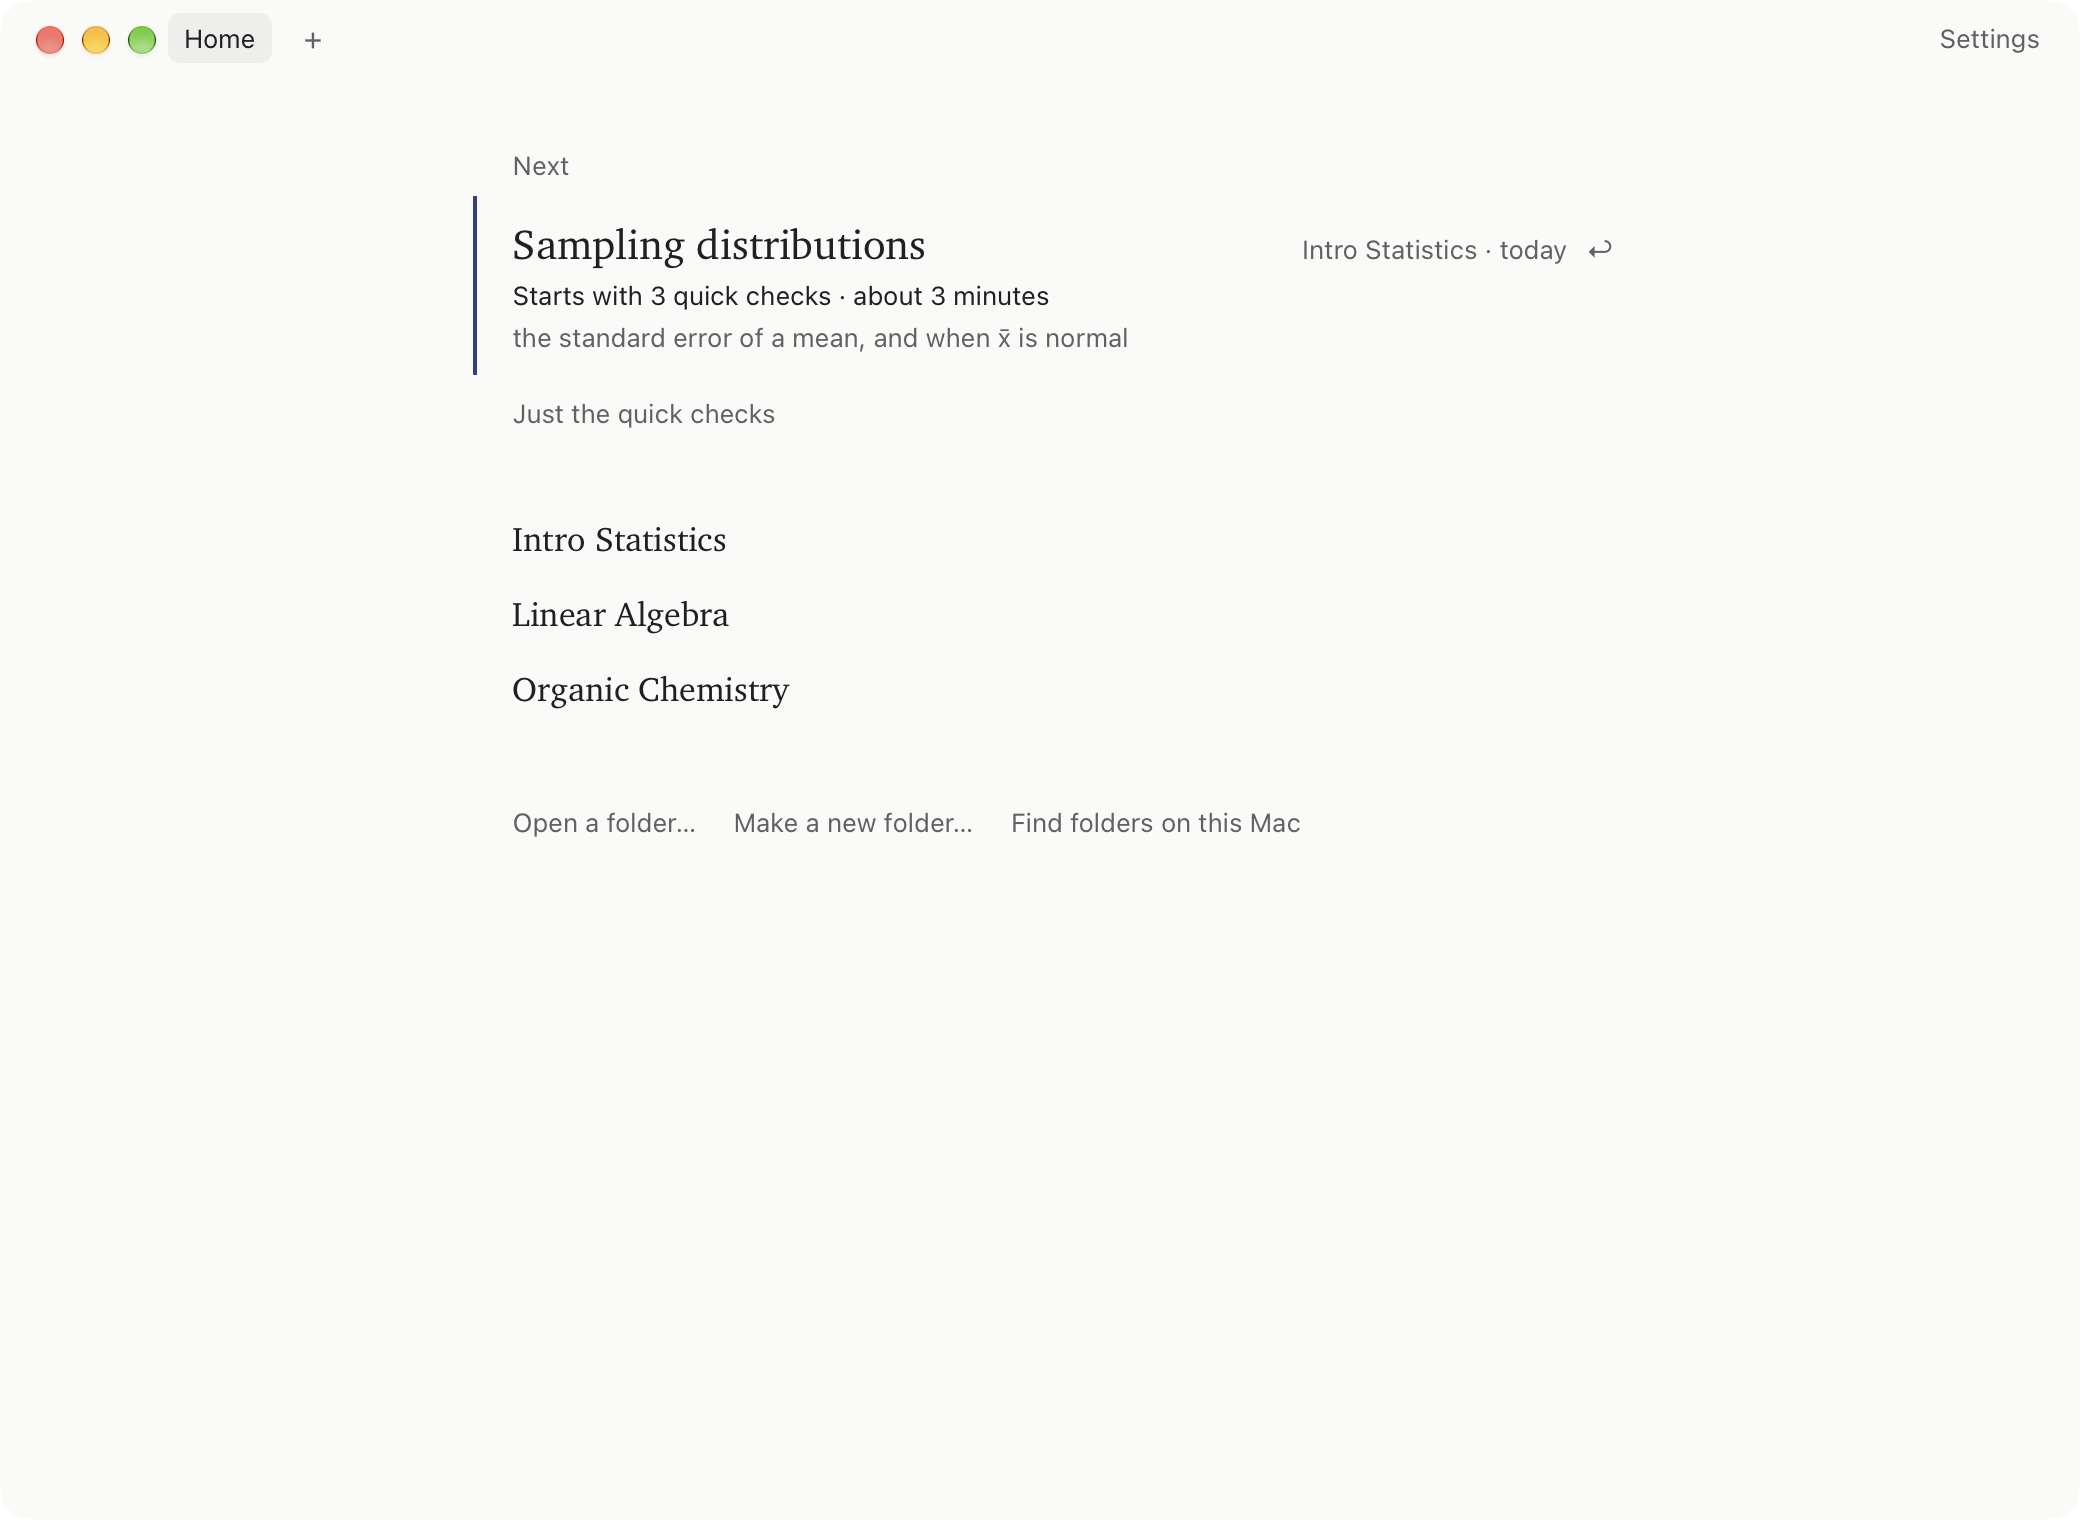 Home +
Settings
Next
Sampling distributions
Intro Statistics · today
Starts with 3 quick checks · about 3 minutes
the standard error of a mean, and when x̄ is normal
Just the quick checks
Intro Statistics
Linear Algebra
Organic Chemistry
Open a folder... Make a new folder... Find folders on this Mac